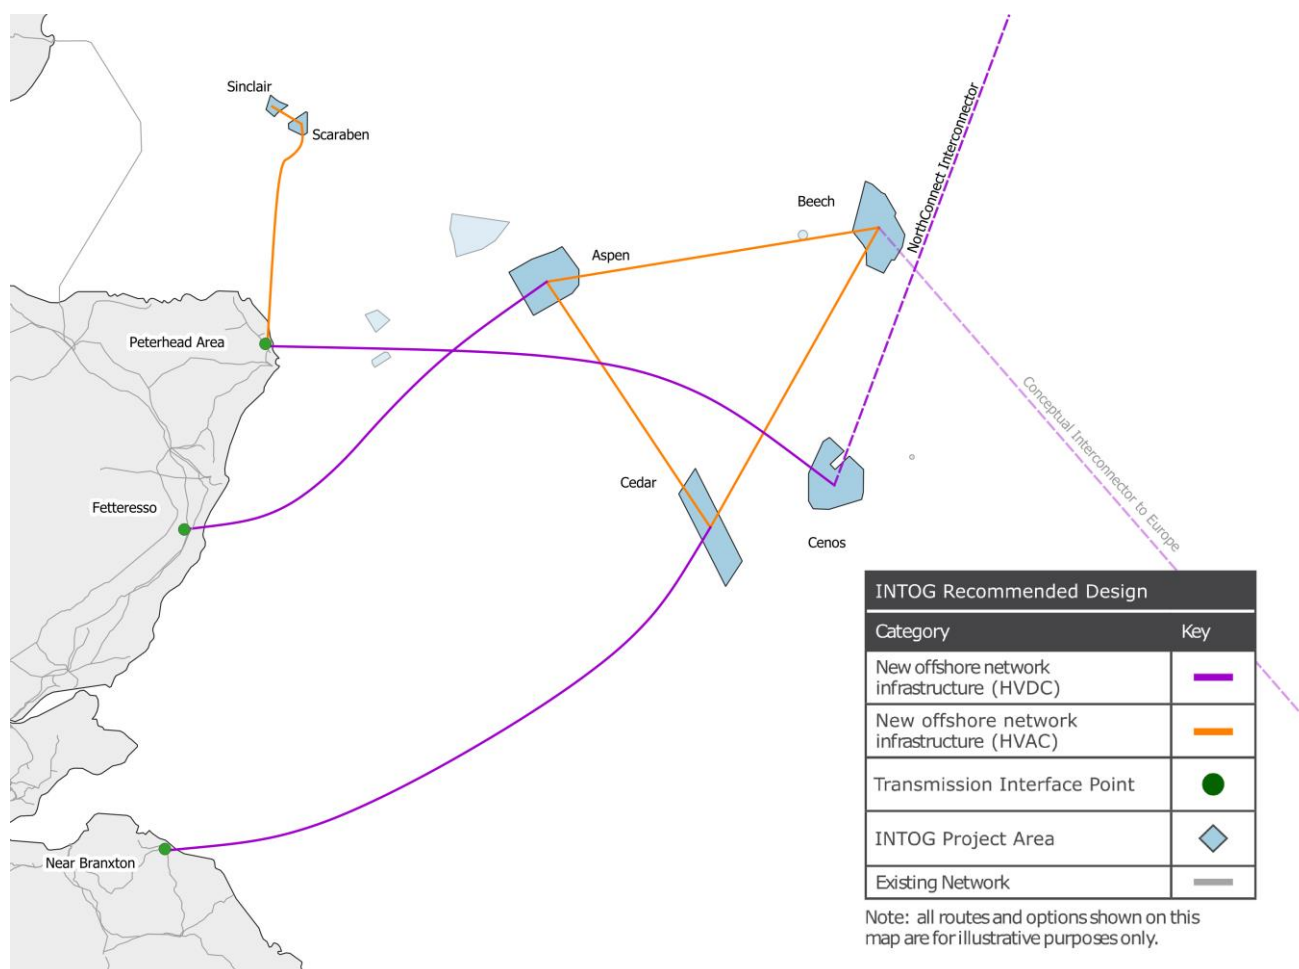 Sinclair
Scaraben
Beech
NorthConnect Interconnector
Aspen
Peterhead Area
Conceptual Interconnector to Europe
Cedar
Fetteresso
Cenos
Near Branxton
INTOG Recommended Design
Category Key
New offshore network
infrastructure (HVDC)
New offshore network
infrastructure (HVAC)
Transmission Interface Point
INTOG Project Area
Existing Network
Note: all routes and options shown on this
map are for illustrative purposes only.